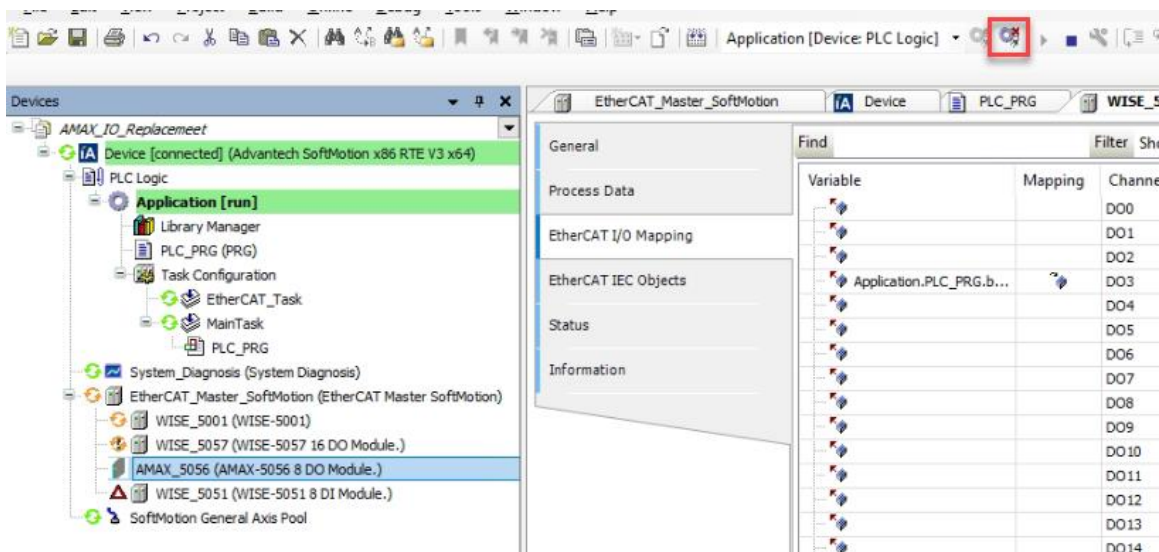 Application [Device: PLC Logic]
Devices
AMAX_IO_Replacemeet
Device [connected] (Advantech SoftMotion x86 RTE V3 x64)
PLC Logic
Application [run]
Library Manager
PLC_PRG (PRG)
Task Configuration
EtherCAT_Task
MainTask
PLC_PRG
System_Diagnosis (System Diagnosis)
EtherCAT_Master_SoftMotion (EtherCAT Master SoftMotion)
WISE_5001 (WISE-5001)
WISE_5057 (WISE-5057 16 DO Module.)
AMAX_5056 (AMAX-5056 8 DO Module.)
WISE_5051 (WISE-5051 8 DI Module.)
SoftMotion General Axis Pool
EtherCAT_Master_SoftMotion
iA Device
PLC_PRG
WISE_5
General
Process Data
EtherCAT I/O Mapping
EtherCAT IEC Objects
Status
Information
Find
Filter Sho
Variable Mapping Channe
DO0
DO1
DO2
Application.PLC_PRG.b... DO3
DO4
DO5
DO6
DO7
DO8
DO9
DO10
DO11
DO12
DO13
DO14